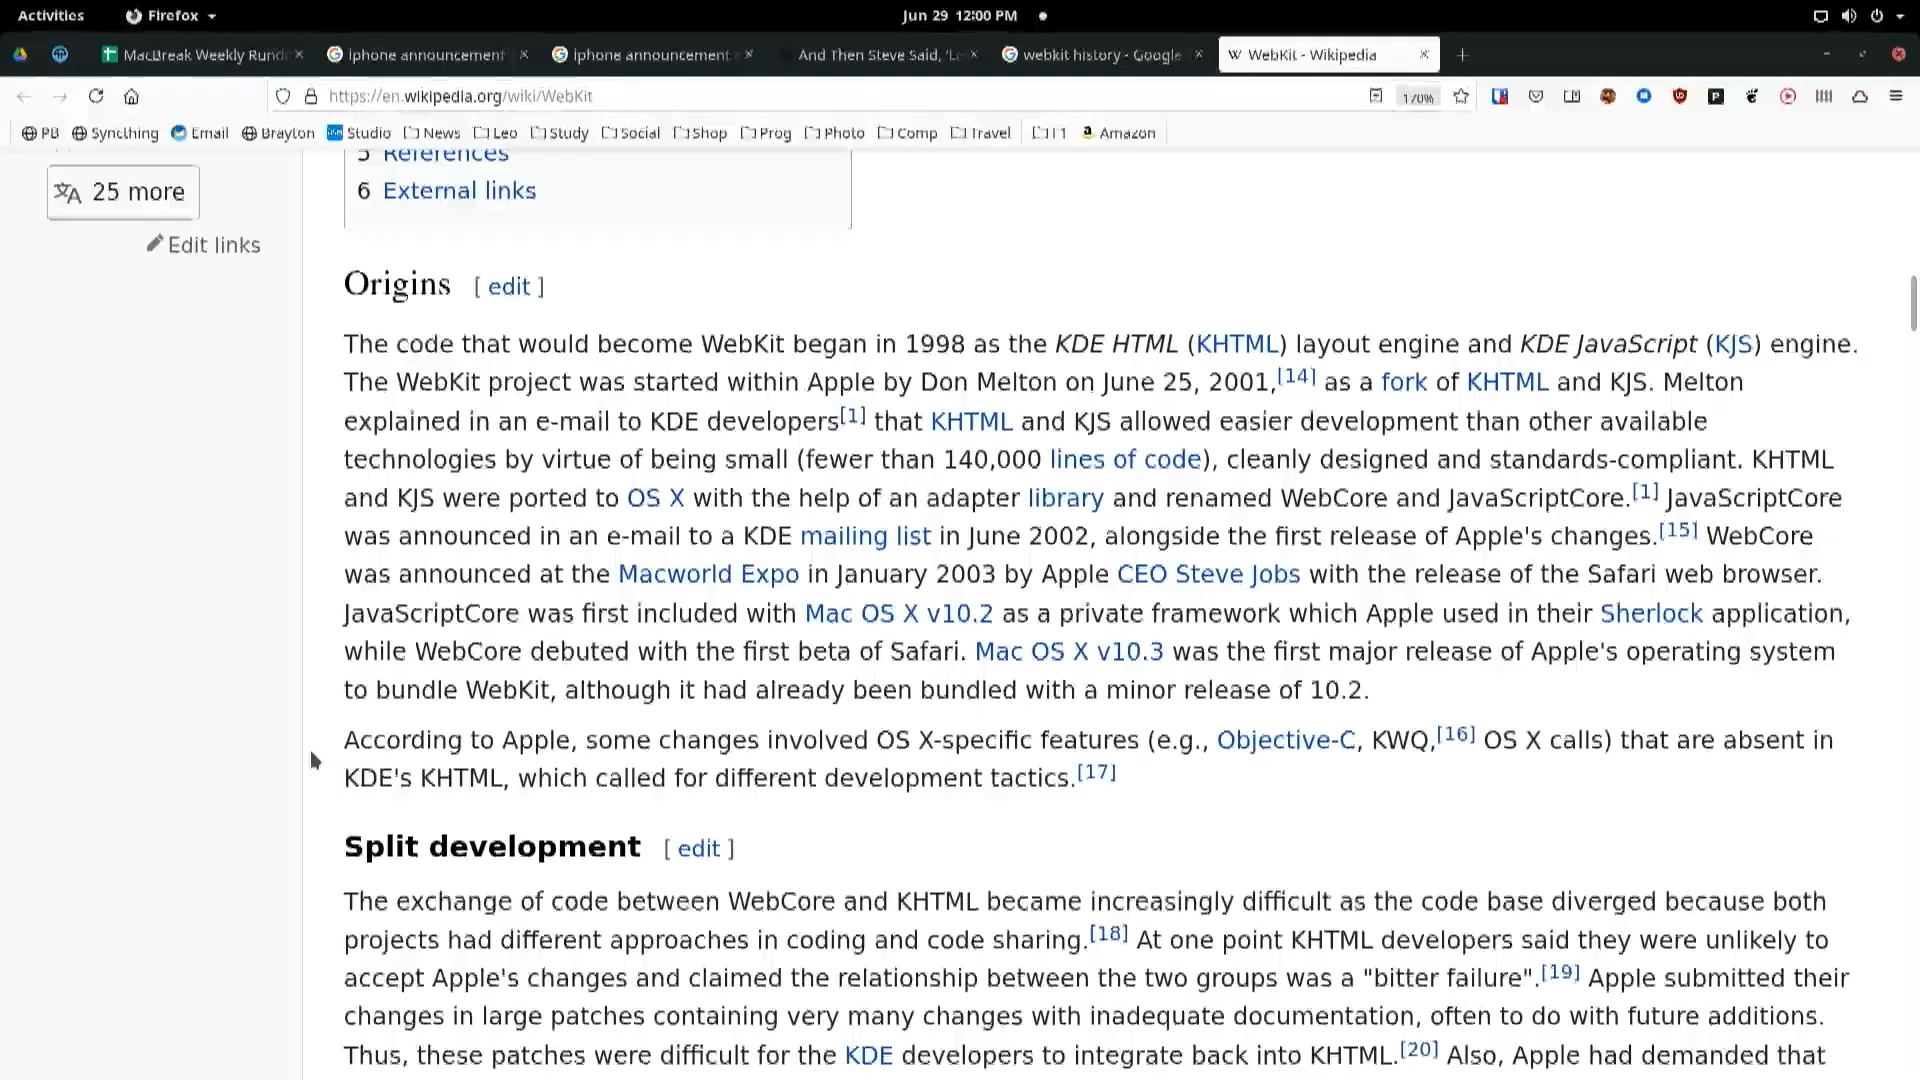 Activities Firefox Jun 29 12:00 PM
MacBreak Weekly Rund iphone announcement iphone announcement And Then Steve Said, 'Le webkit history - Google WebKit - Wikipedia
https://en.wikipedia.org/wiki/WebKit 170%
PB Syncthing Email Brayton Studio News Leo Study Social Shop Prog Photo Comp Travel Amazon
5 References
25 more
6 External links
Edit links
Origins [ edit ]
The code that would become WebKit began in 1998 as the KDE HTML (KHTML) layout engine and KDE JavaScript (KJS) engine.
The WebKit project was started within Apple by Don Melton on June 25, 2001,[14] as a fork of KHTML and KJS. Melton
explained in an e-mail to KDE developers[1] that KHTML and KJS allowed easier development than other available
technologies by virtue of being small (fewer than 140,000 lines of code), cleanly designed and standards-compliant. KHTML
and KJS were ported to OS X with the help of an adapter library and renamed WebCore and JavaScriptCore.[1] JavaScriptCore
was announced in an e-mail to a KDE mailing list in June 2002, alongside the first release of Apple's changes.[15] WebCore
was announced at the Macworld Expo in January 2003 by Apple CEO Steve Jobs with the release of the Safari web browser.
JavaScriptCore was first included with Mac OS X v10.2 as a private framework which Apple used in their Sherlock application,
while WebCore debuted with the first beta of Safari. Mac OS X v10.3 was the first major release of Apple's operating system
to bundle WebKit, although it had already been bundled with a minor release of 10.2.
According to Apple, some changes involved OS X-specific features (e.g., Objective-C, KWQ,[16] OS X calls) that are absent in
KDE's KHTML, which called for different development tactics.[17]
Split development [ edit ]
The exchange of code between WebCore and KHTML became increasingly difficult as the code base diverged because both
projects had different approaches in coding and code sharing.[18] At one point KHTML developers said they were unlikely to
accept Apple's changes and claimed the relationship between the two groups was a "bitter failure".[19] Apple submitted their
changes in large patches containing very many changes with inadequate documentation, often to do with future additions.
Thus, these patches were difficult for the KDE developers to integrate back into KHTML.[20] Also, Apple had demanded that